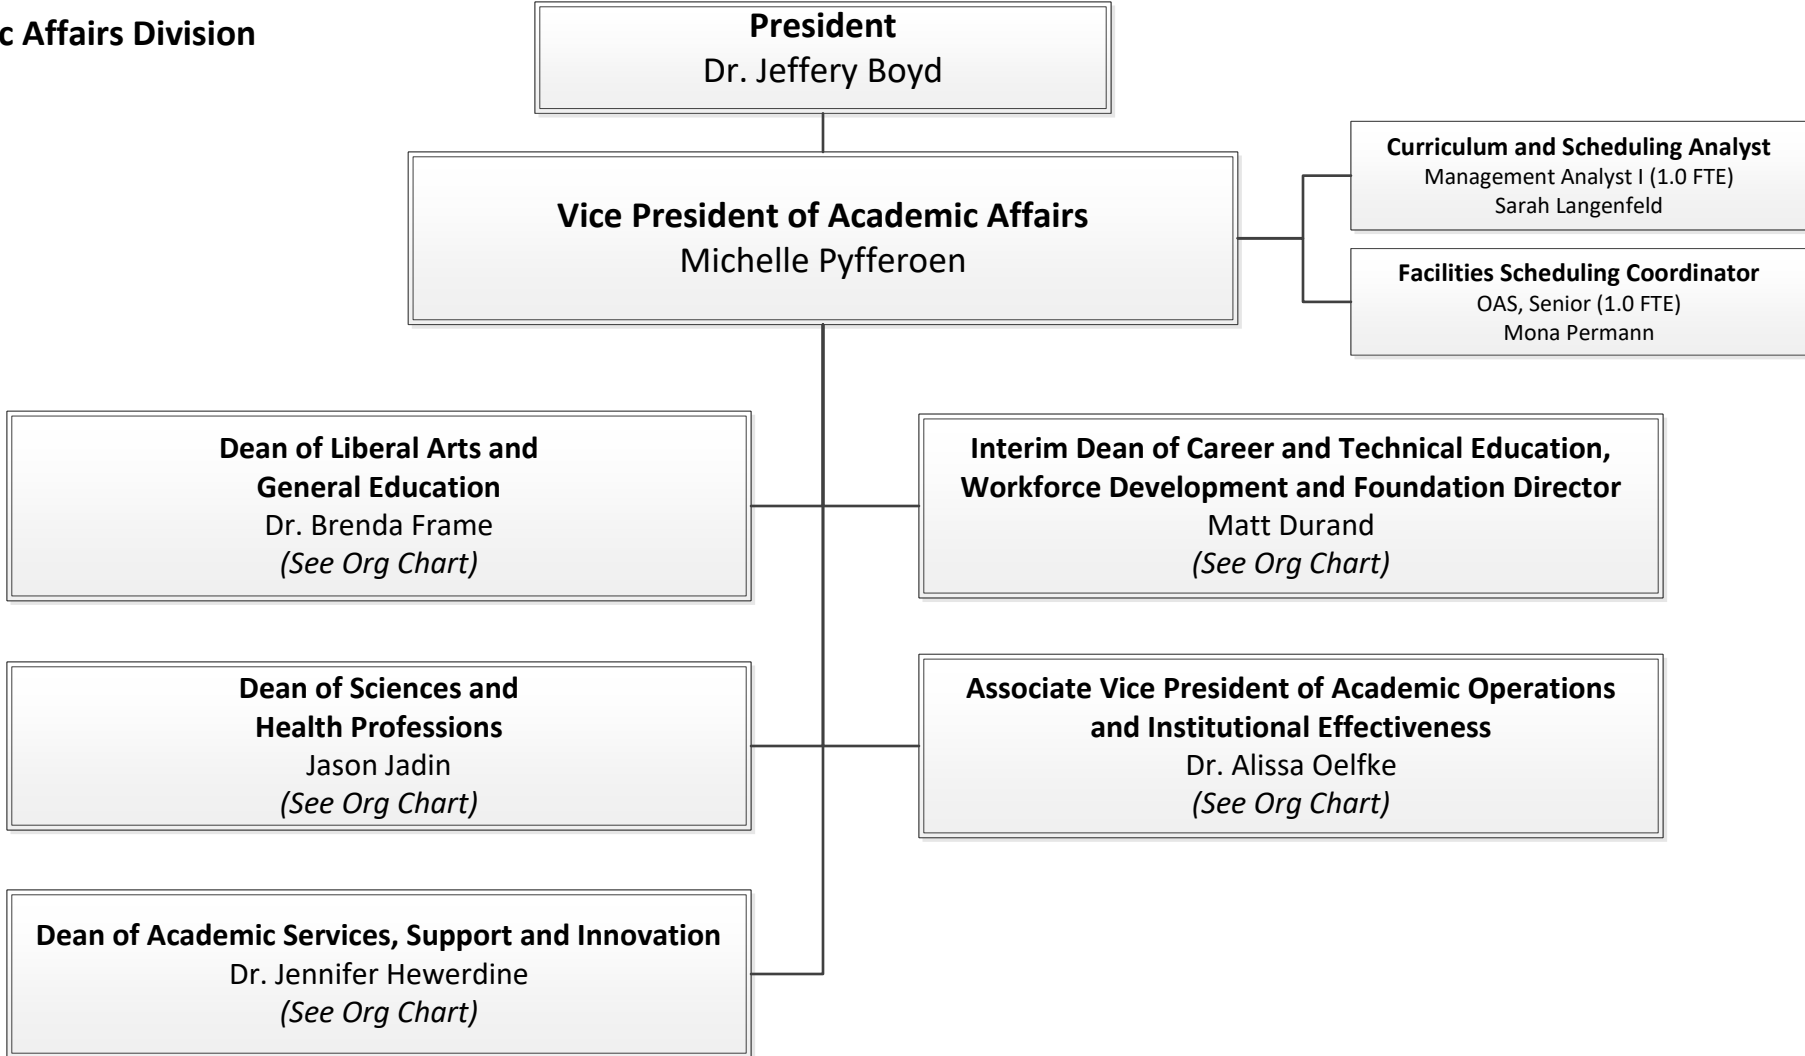 c Affairs Division
President
Dr. Jeffery Boyd
Vice President of Academic Affairs
Michelle Pyfferoen
Curriculum and Scheduling Analyst
Management Analyst I (1.0 FTE)
Sarah Langenfeld
Facilities Scheduling Coordinator
OAS, Senior (1.0 FTE)
Mona Permann
Dean of Liberal Arts and
General Education
Dr. Brenda Frame
(See Org Chart)
Interim Dean of Career and Technical Education,
Workforce Development and Foundation Director
Matt Durand
(See Org Chart)
Dean of Sciences and
Health Professions
Jason Jadin
(See Org Chart)
Associate Vice President of Academic Operations
and Institutional Effectiveness
Dr. Alissa Oelfke
(See Org Chart)
Dean of Academic Services, Support and Innovation
Dr. Jennifer Hewerdine
(See Org Chart)